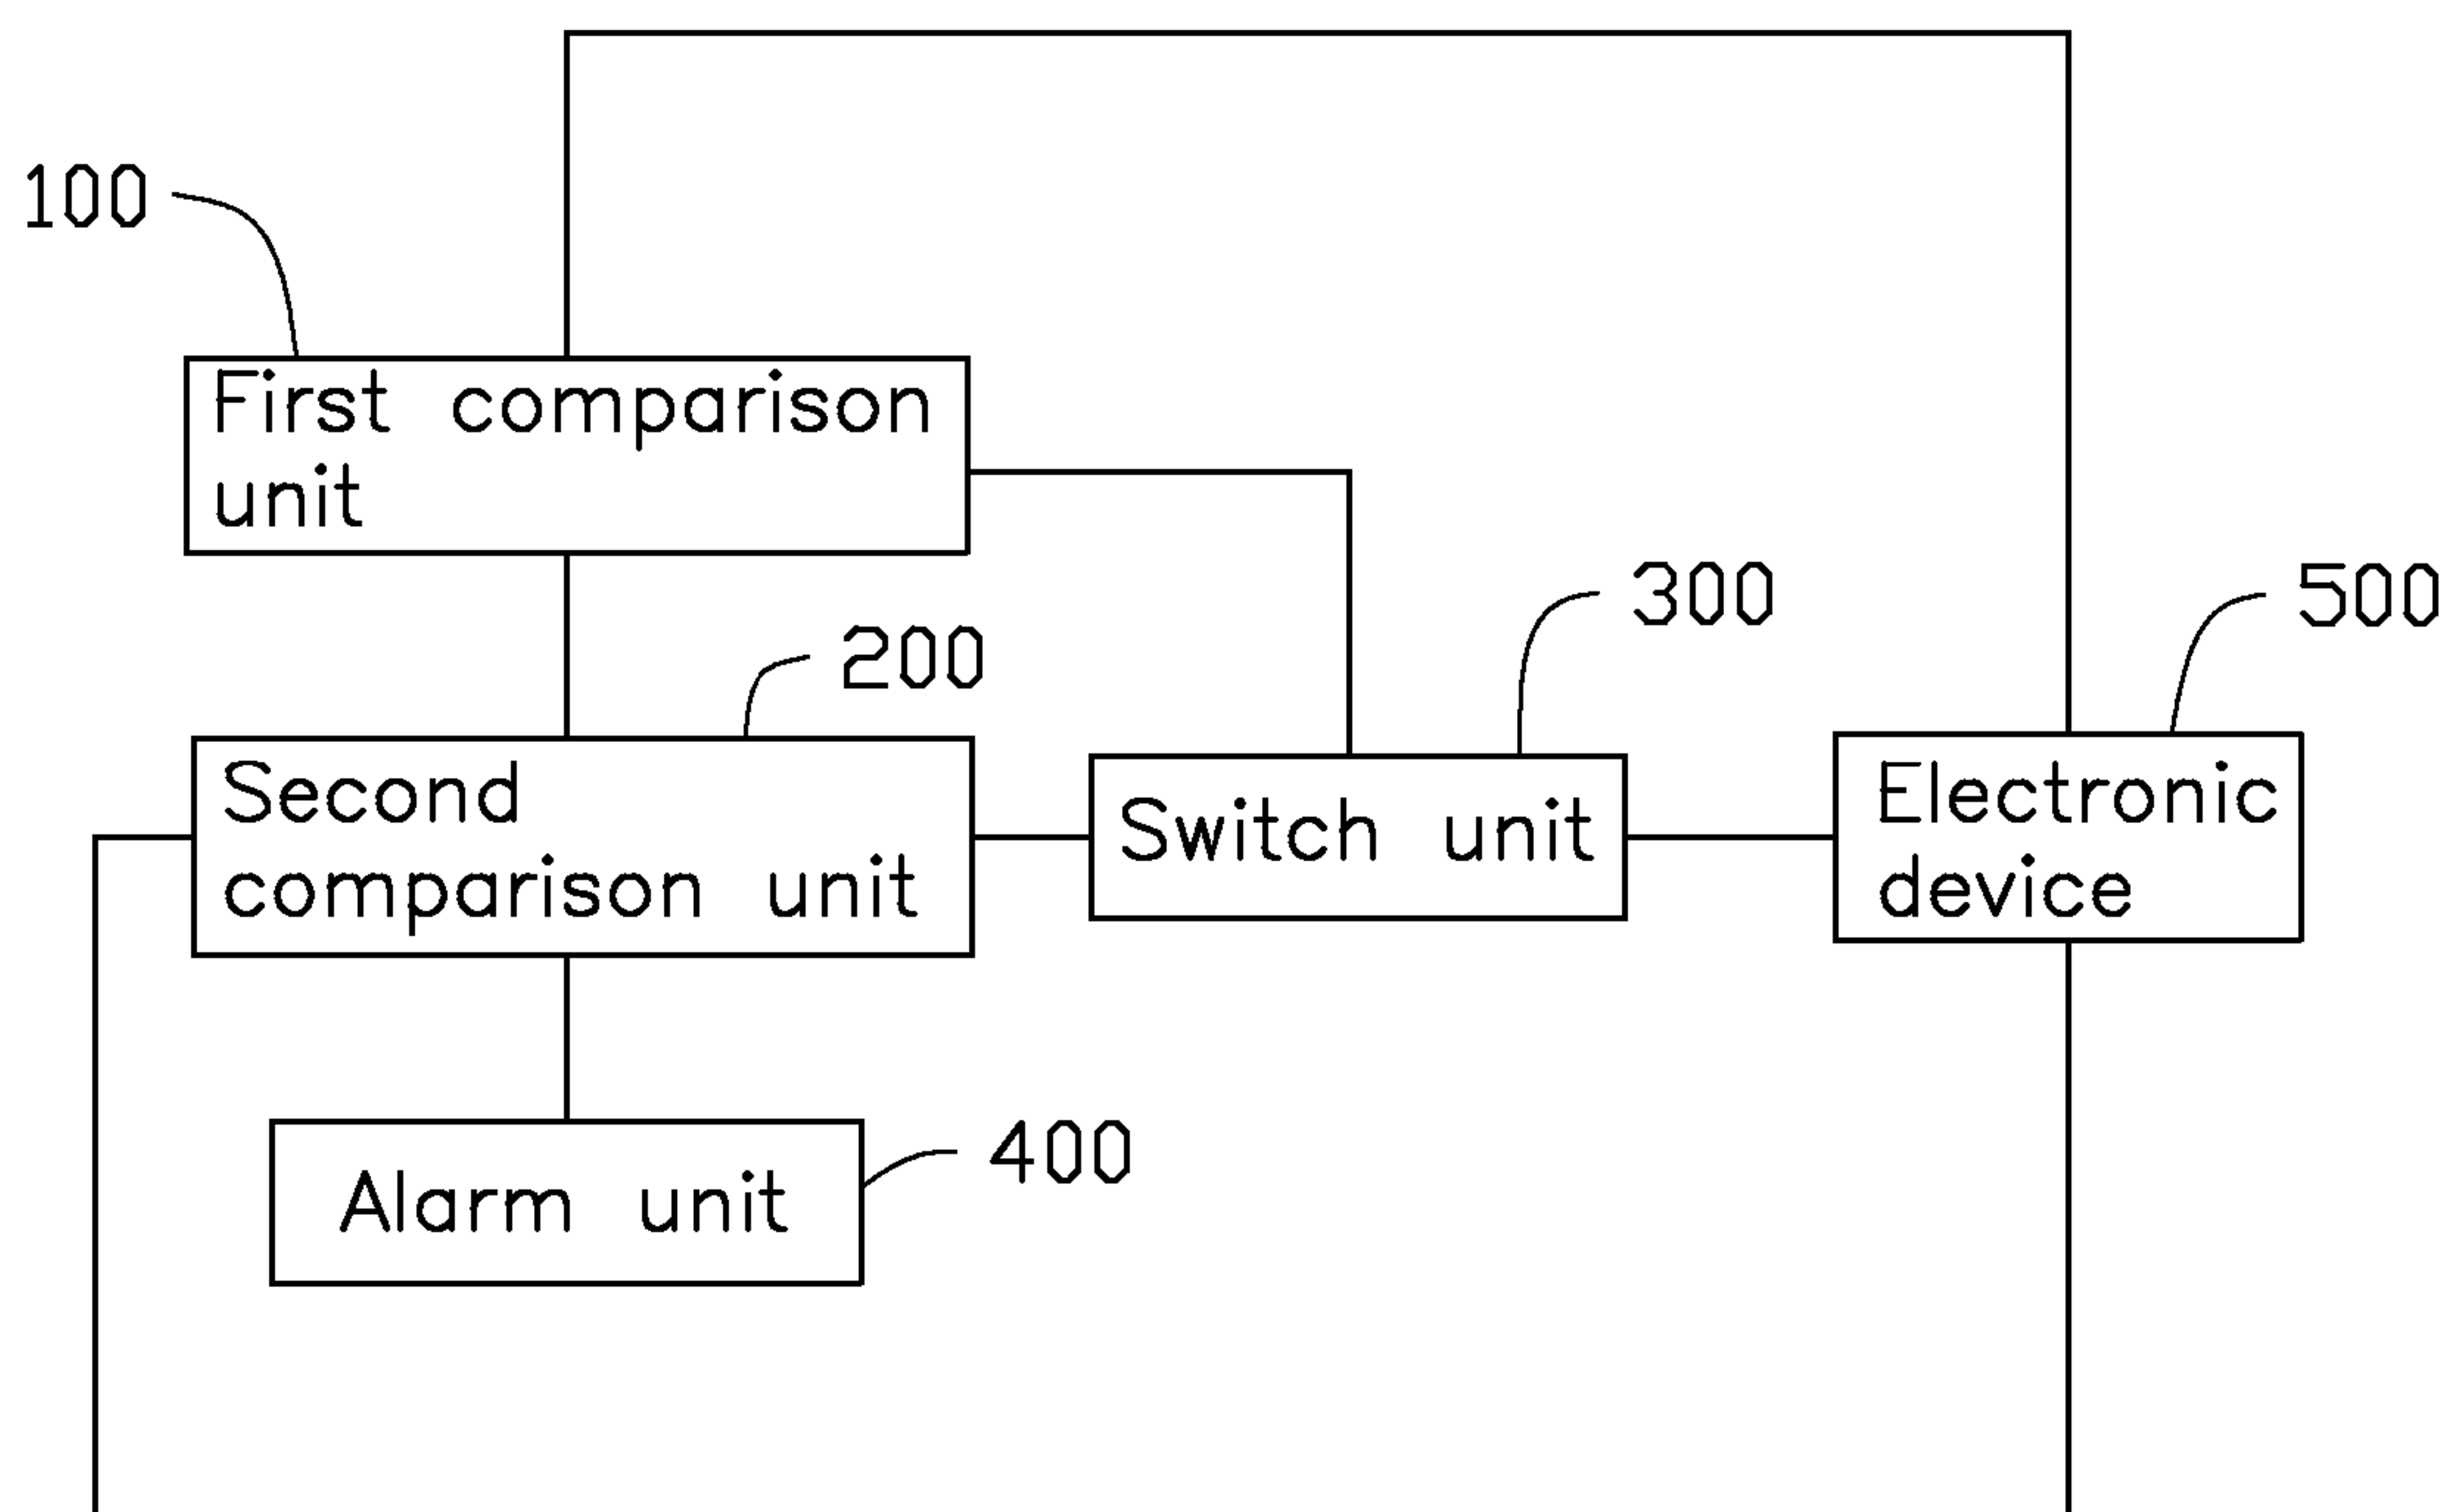 100
First comparison
unit
200
300
500
Second
comparison unit
Switch unit
Electronic
device
400
Alarm unit